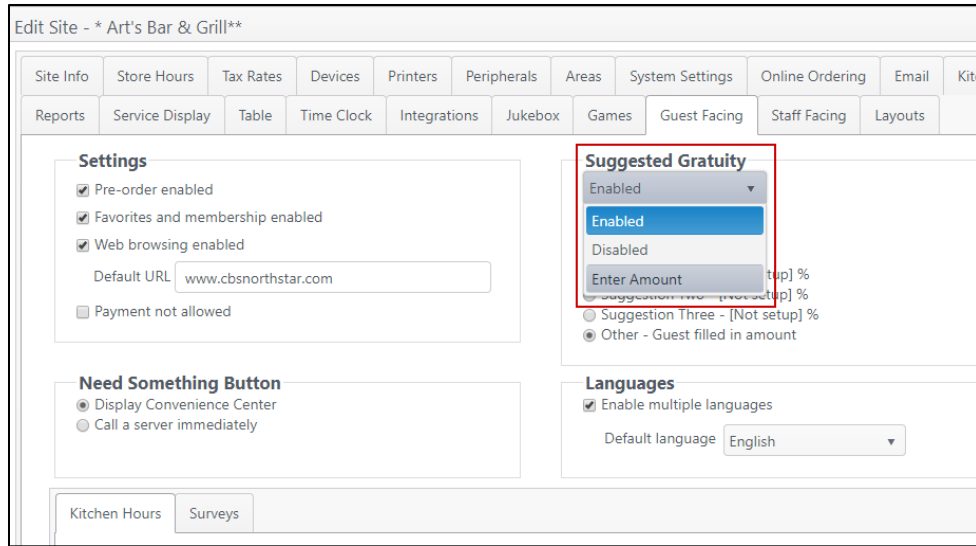 Edit Site - * Art's Bar & Grill**
Site Info Store Hours Tax Rates Devices Printers Peripherals Areas System Settings Online Ordering Email
Reports Service Display Table Time Clock Integrations Jukebox Games Guest Facing Staff Facing Layouts
Settings
Pre-order enabled
Favorites and membership enabled
Web browsing enabled
Default URL www.cbsnorthstar.com
Payment not allowed
Suggested Gratuity
Enabled
Enabled
Disabled
Enter Amount
%
Suggestion Two - [Not setup] %
Suggestion Three - [Not setup] %
Other - Guest filled in amount
Need Something Button
Display Convenience Center
Call a server immediately
Languages
Enable multiple languages
Default language English
Kitchen Hours Surveys